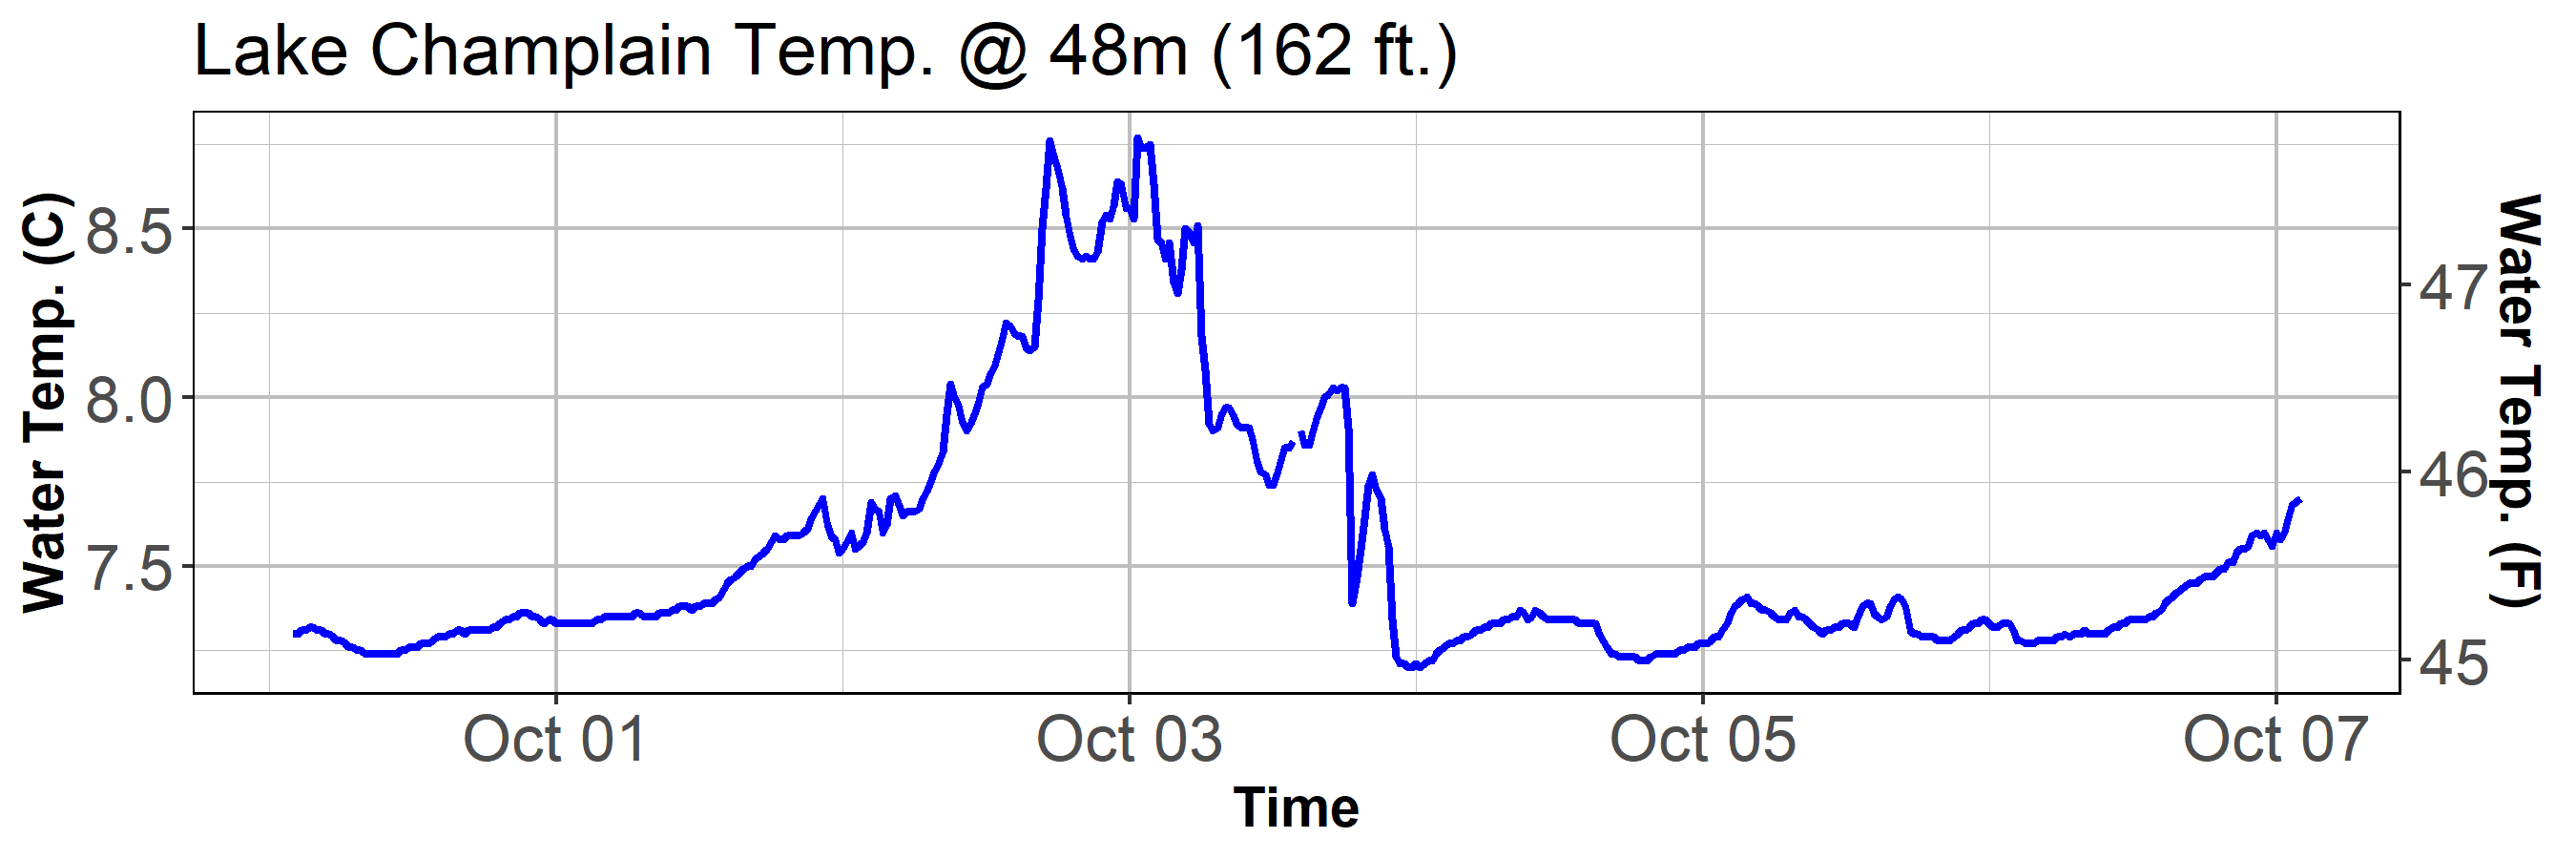 Lake Champlain Temp. @ 48m (162 ft.)
Water Temp. (C)
8.5
8.0
7.5
47
46
45
Water Temp. (F)
Oct 01
Oct 03
Oct 05
Oct 07
Time